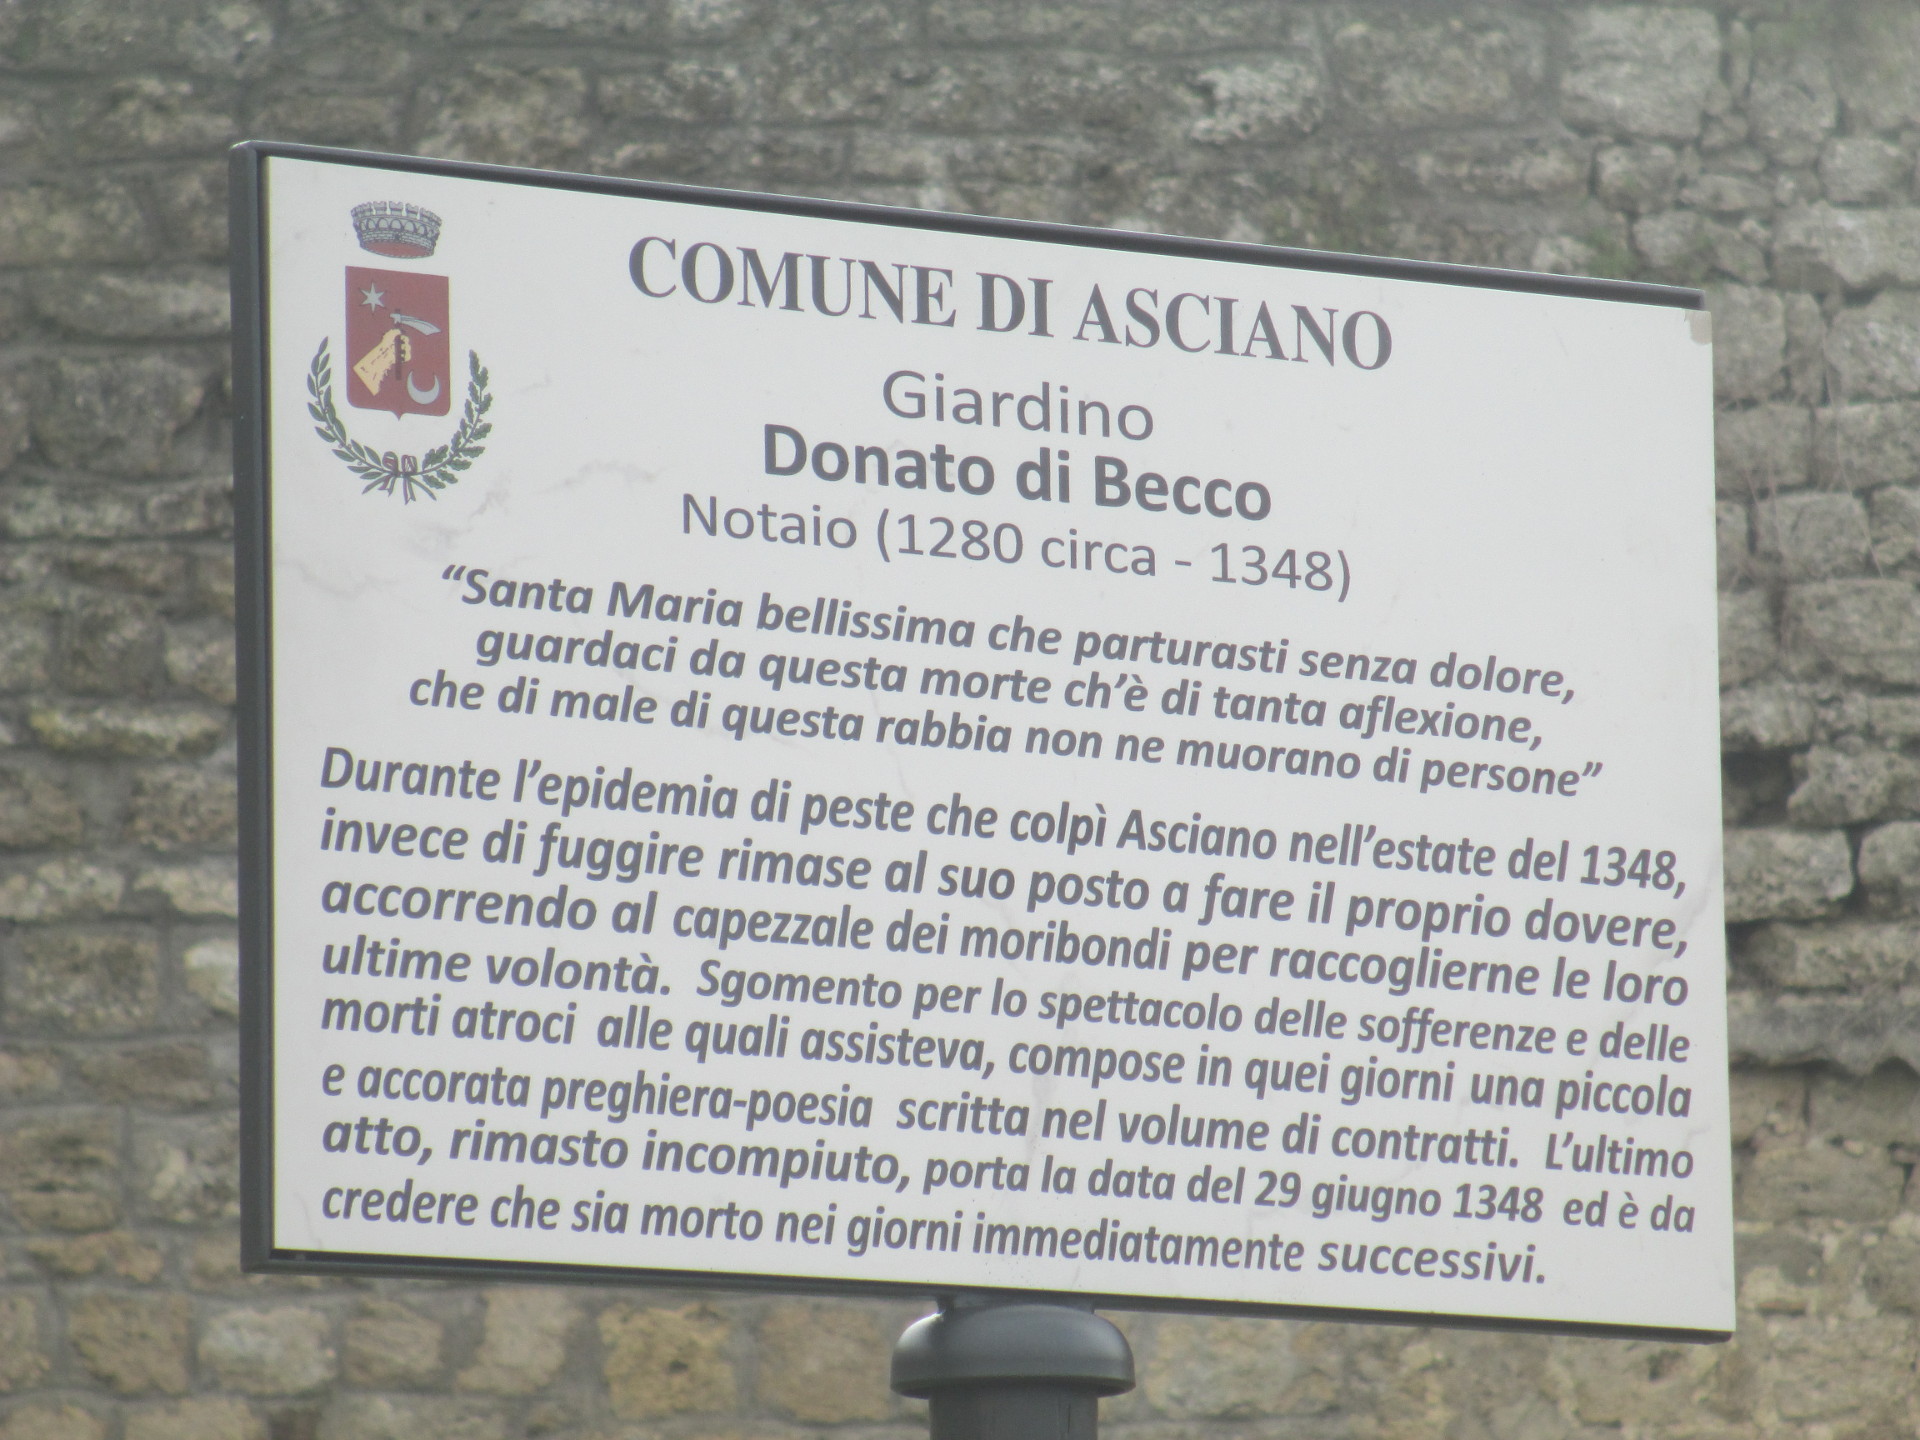 COMUNE DI ASCIANO
Giardino
Donato di Becco
Notaio (1280 circa - 1348)
“Santa Maria bellissima che parturasti senza dolore,
guardaci da questa morte ch’è di tanta aflexione,
che di male di questa rabbia non ne muorano di persone”
Durante l’epidemia di peste che colpì Asciano nell’estate del 1348,
invece di fuggire rimase al suo posto a fare il proprio dovere,
accorrendo al capezzale dei moribondi per raccoglierne le loro
ultime volontà. Sgomento per lo spettacolo delle sofferenze e delle
morti atroci alle quali assisteva, compose in quei giorni una piccola
e accorata preghiera-poesia scritta nel volume di contratti. L’ultimo
atto, rimasto incompiuto, porta la data del 29 giugno 1348 ed è da
credere che sia morto nei giorni immediatamente successivi.